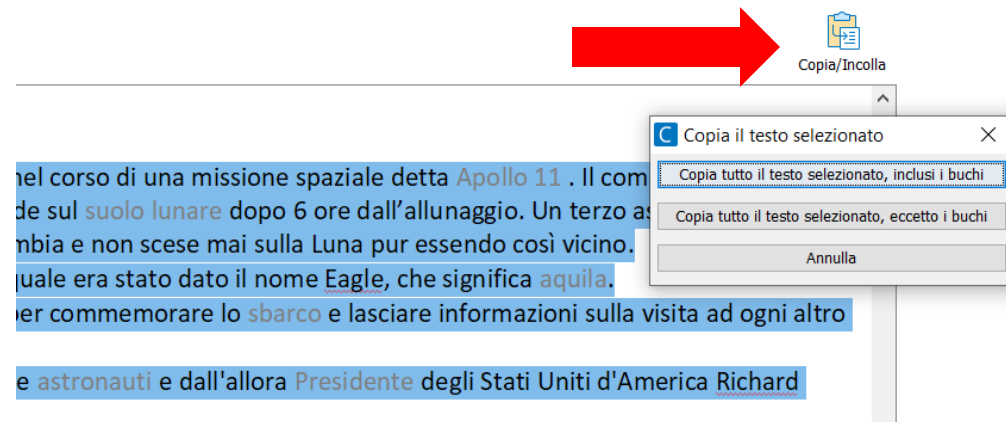 Copia/Incolla
C Copia il testo selezionato
Copia tutto il testo selezionato, inclusi i buchi
Copia tutto il testo selezionato, eccetto i buchi
Annulla
nel corso di una missione spaziale detta Apollo 11 . Il com
de sul suolo lunare dopo 6 ore dall’allunaggio. Un terzo as
mbia e non scese mai sulla Luna pur essendo così vicino.
quale era stato dato il nome Eagle, che significa aquila.
per commemorare lo sbarco e lasciare informazioni sulla visita ad ogni altro
e astronauti e dall'allora Presidente degli Stati Uniti d'America Richard